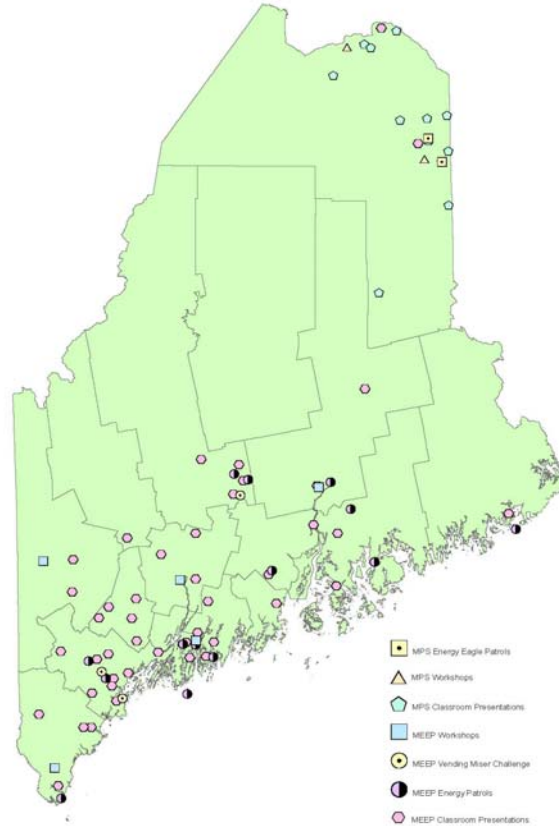 MPS Energy Eagle Patrols
MPS Workshops
MPS Classroom Presentations
MEEP Workshops
MEEP Vending Miser Challenge
MEEP Energy Patrols
MEEP Classroom Presentations